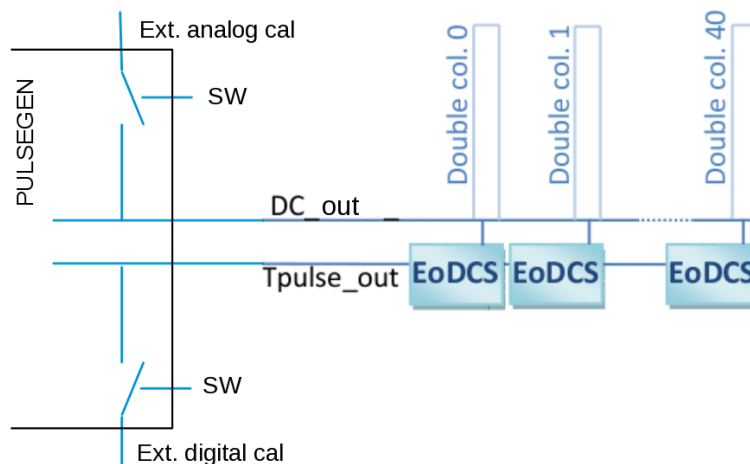 Ext. analog cal
SW
PULSEGEN
Double col. 0
Double col. 1
Double col. 40
DC_out _
Tpulse_out
EoDCS
EoDCS
EoDCS
SW
Ext. digital cal